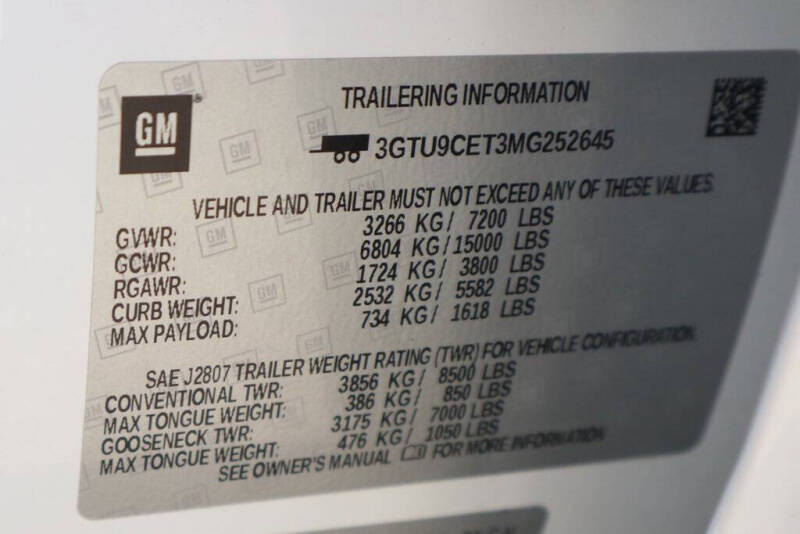 GM
TRAILERING INFORMATION
3GTU9CET3MG252645
VEHICLE AND TRAILER MUST NOT EXCEED ANY OF THESE VALUES.
GVWR: 3266 KG/ 7200 LBS
GCWR: 6804 KG/ 15000 LBS
RGAWR: 1724 KG/ 3800 LBS
CURB WEIGHT: 2532 KG/ 5582 LBS
MAX PAYLOAD: 734 KG/ 1618 LBS
SAE J2807 TRAILER WEIGHT RATING (TWR) FOR VEHICLE CONFIGURATION.
CONVENTIONAL TWR: 3856 KG/ 8500 LBS
MAX TONGUE WEIGHT: 386 KG/ 850 LBS
GOOSENECK TWR: 3175 KG/ 7000 LBS
MAX TONGUE WEIGHT: 476 KG/ 1050 LBS
SEE OWNER'S MANUAL FOR MORE INFORMATION